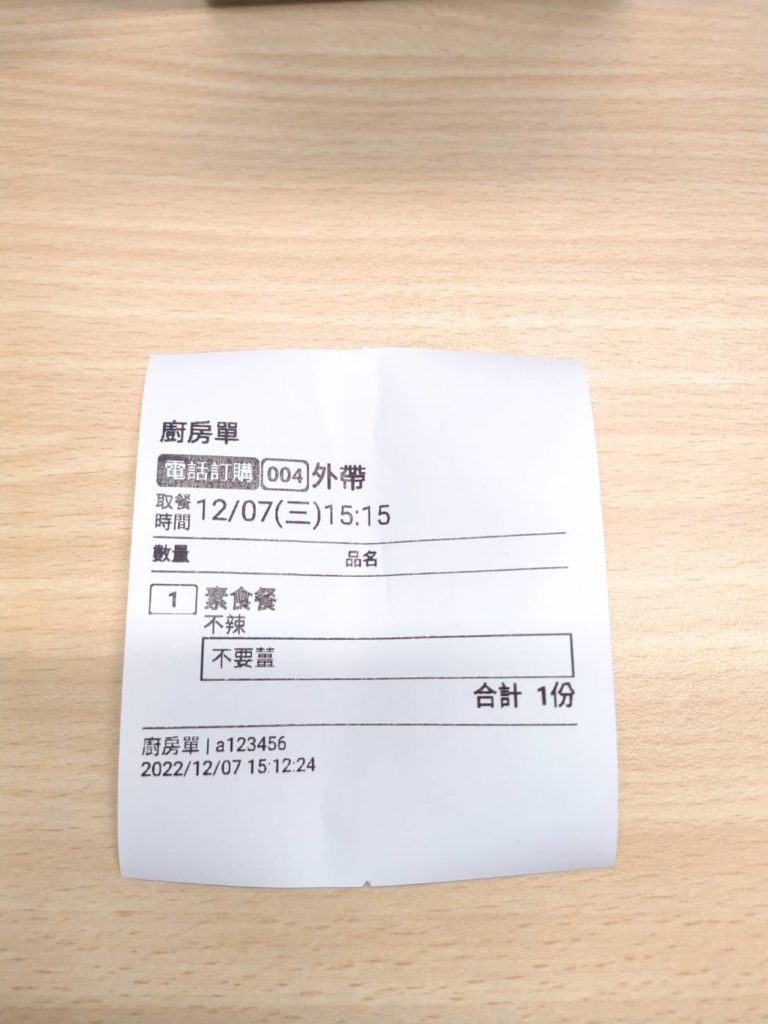 廚房單
電話訂購 004 外帶
取餐時間 12/07(三)15:15
數量 品名
1 素食餐
不辣
不要薑
合計 1份
廚房單 | a123456
2022/12/07 15:12:24